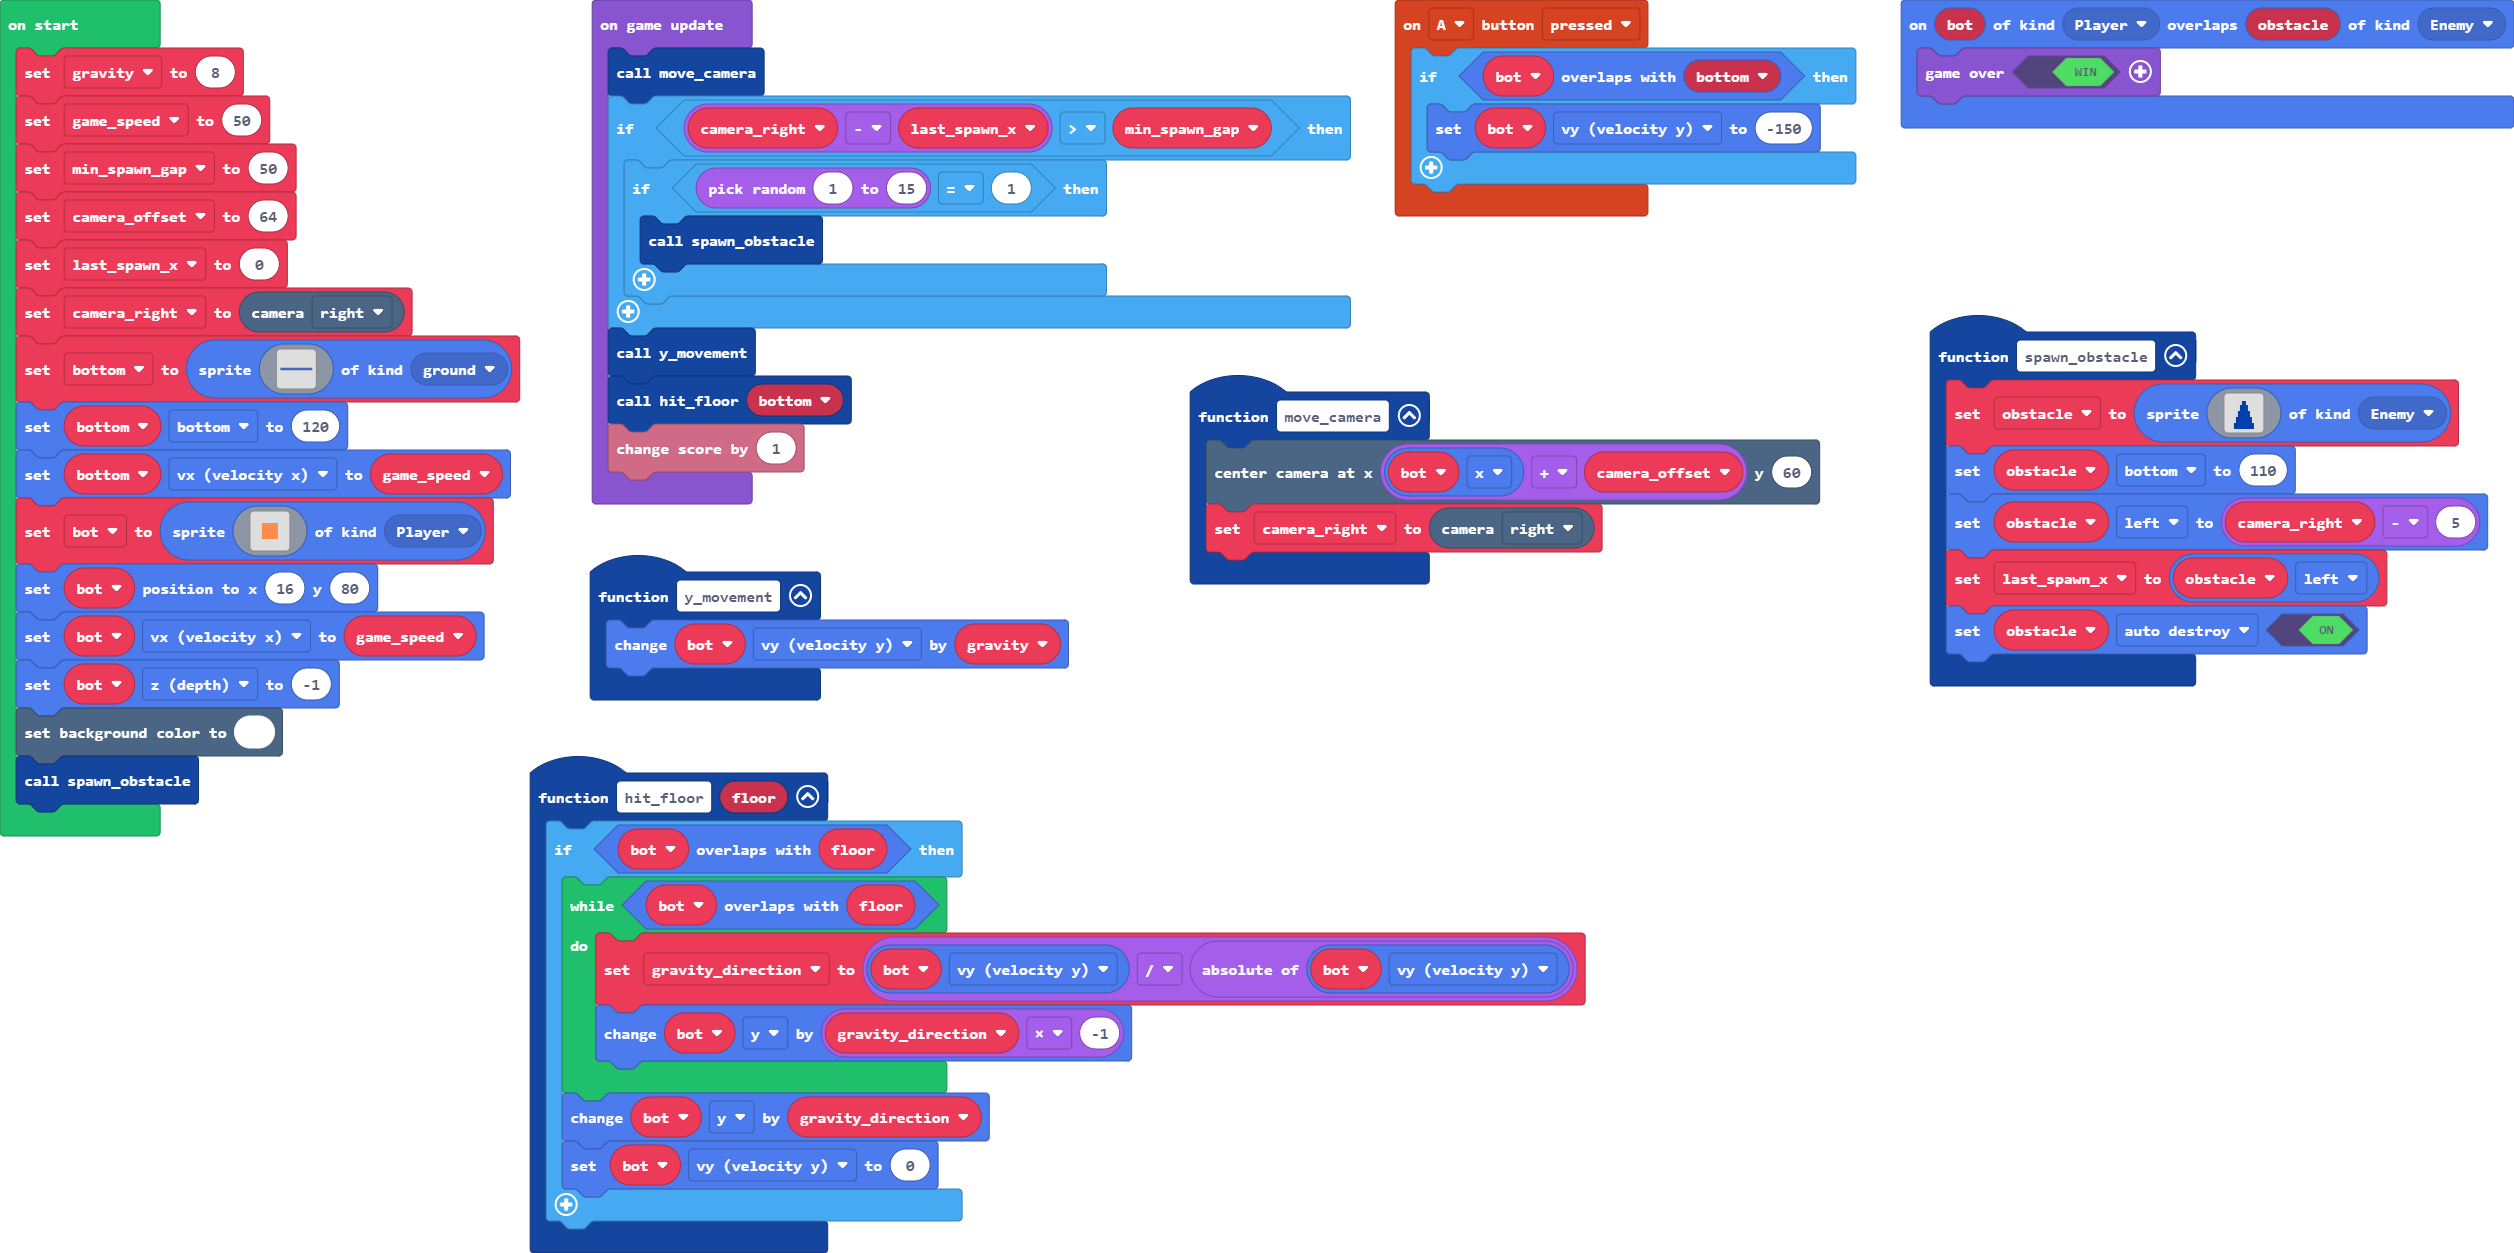 on start
set gravity to 8
set game_speed to 50
set min_spawn_gap to 50
set camera_offset to 64
set last_spawn_x to 0
set camera_right to camera right
set bottom to sprite of kind ground
set bottom bottom to 120
set bottom vx (velocity x) to game_speed
set bot to sprite of kind Player
set bot position to x 16 y 80
set bot vx (velocity x) to game_speed
set bot z (depth) to -1
set background color to
call spawn_obstacle
on game update
call move_camera
if camera_right - last_spawn_x > min_spawn_gap then
if pick random 1 to 15 = 1 then
call spawn_obstacle
call y_movement
call hit_floor bottom
change score by 1
on A button pressed
if bot overlaps with bottom then
set bot vy (velocity y) to -150
on bot of kind Player overlaps obstacle of kind Enemy
game over WIN
function y_movement
change bot vy (velocity y) by gravity
function move_camera
center camera at x bot x + camera_offset y 60
set camera_right to camera right
function spawn_obstacle
set obstacle to sprite of kind Enemy
set obstacle bottom to 110
set obstacle left to camera_right - 5
set last_spawn_x to obstacle left
set obstacle auto destroy ON
function hit_floor floor
if bot overlaps with floor then
while bot overlaps with floor
do
set gravity_direction to bot vy (velocity y) / absolute of bot vy (velocity y)
change bot y by gravity_direction × -1
change bot y by gravity_direction
set bot vy (velocity y) to 0